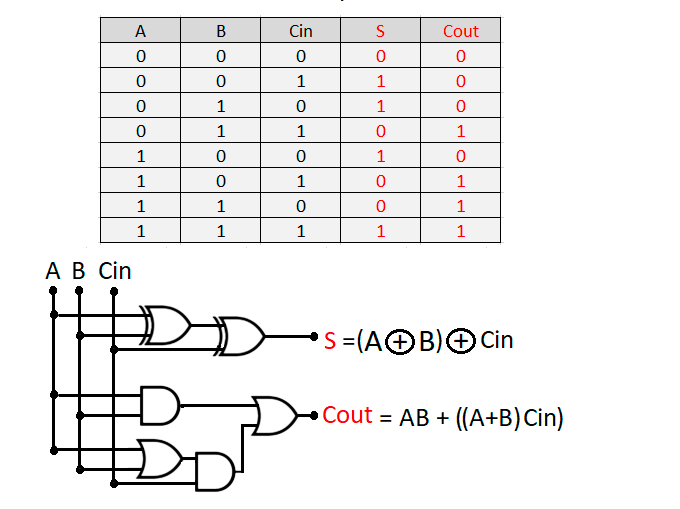 A B Cin S Cout
0 0 0 0 0
0 0 1 1 0
0 1 0 1 0
0 1 1 0 1
1 0 0 1 0
1 0 1 0 1
1 1 0 0 1
1 1 1 1 1
A B Cin
S =(A⊕B)⊕Cin
Cout = AB + ((A+B)Cin)